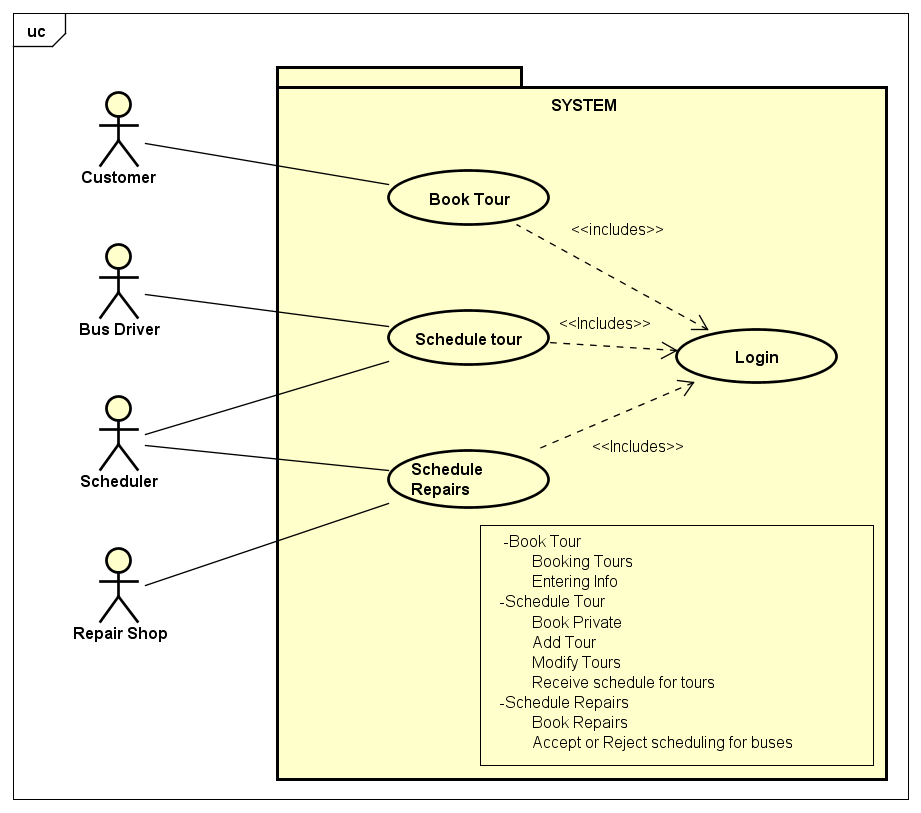 uc
SYSTEM
Customer
Book Tour
<<includes>>
Bus Driver
Schedule tour
<<Includes>>
Login
Scheduler
Schedule
Repairs
<<Includes>>
Repair Shop
-Book Tour
Booking Tours
Entering Info
-Schedule Tour
Book Private
Add Tour
Modify Tours
Receive schedule for tours
-Schedule Repairs
Book Repairs
Accept or Reject scheduling for buses